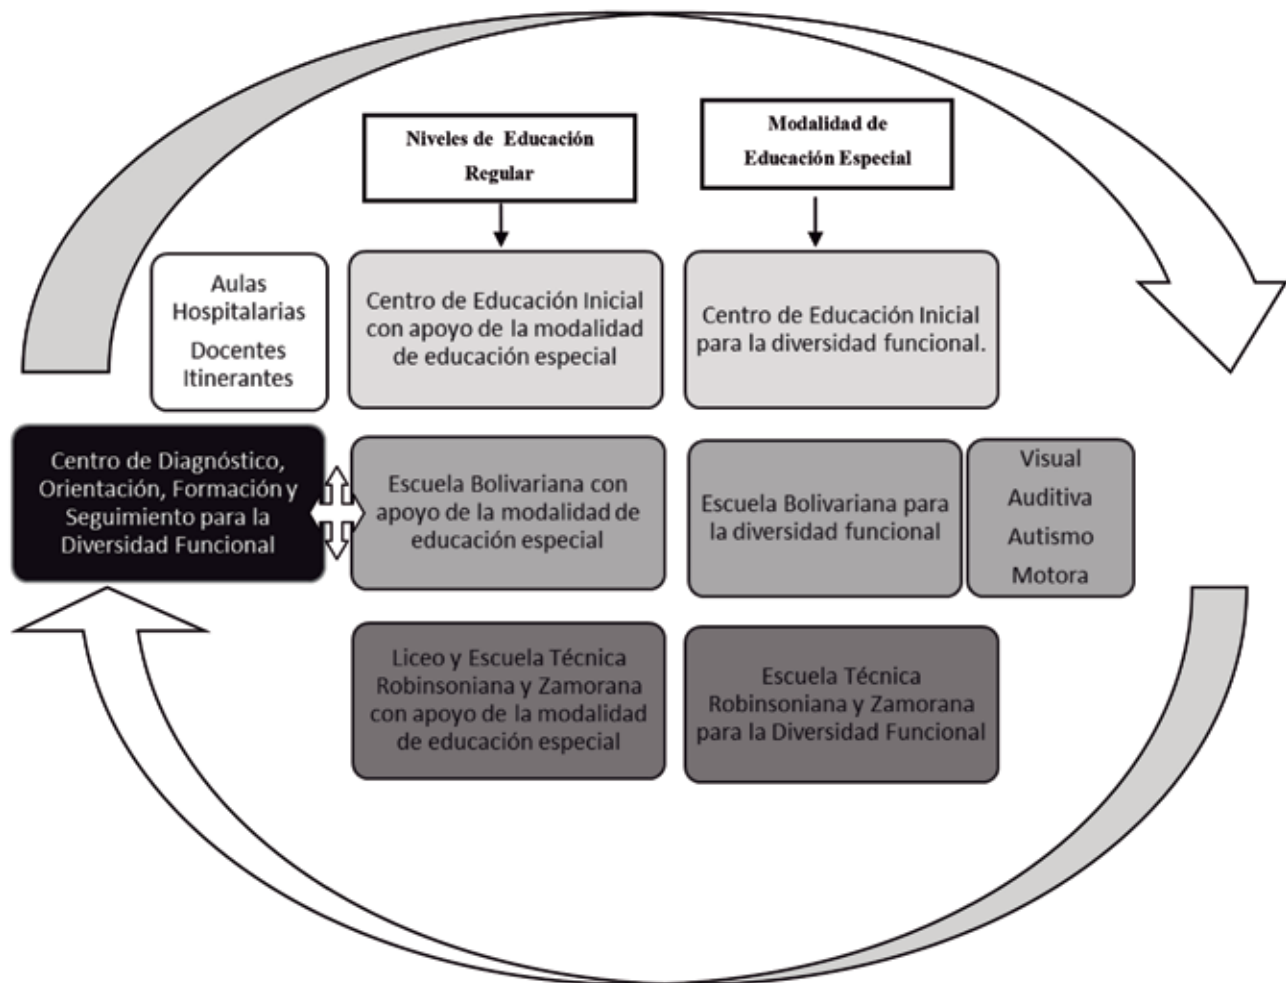 Niveles de Educación
Regular
Modalidad de
Educación Especial
Aulas
Hospitalarias
Docentes
Itinerantes
Centro de Educación Inicial
con apoyo de la modalidad
de educación especial
Centro de Educación Inicial
para la diversidad funcional.
Centro de Diagnóstico,
Orientación, Formación y
Seguimiento para la
Diversidad Funcional
Escuela Bolivariana con
apoyo de la modalidad de
educación especial
Escuela Bolivariana para
la diversidad funcional
Visual
Auditiva
Autismo
Motora
Liceo y Escuela Técnica
Robinsoniana y Zamorana
con apoyo de la modalidad
de educación especial
Escuela Técnica
Robinsoniana y Zamorana
para la Diversidad Funcional